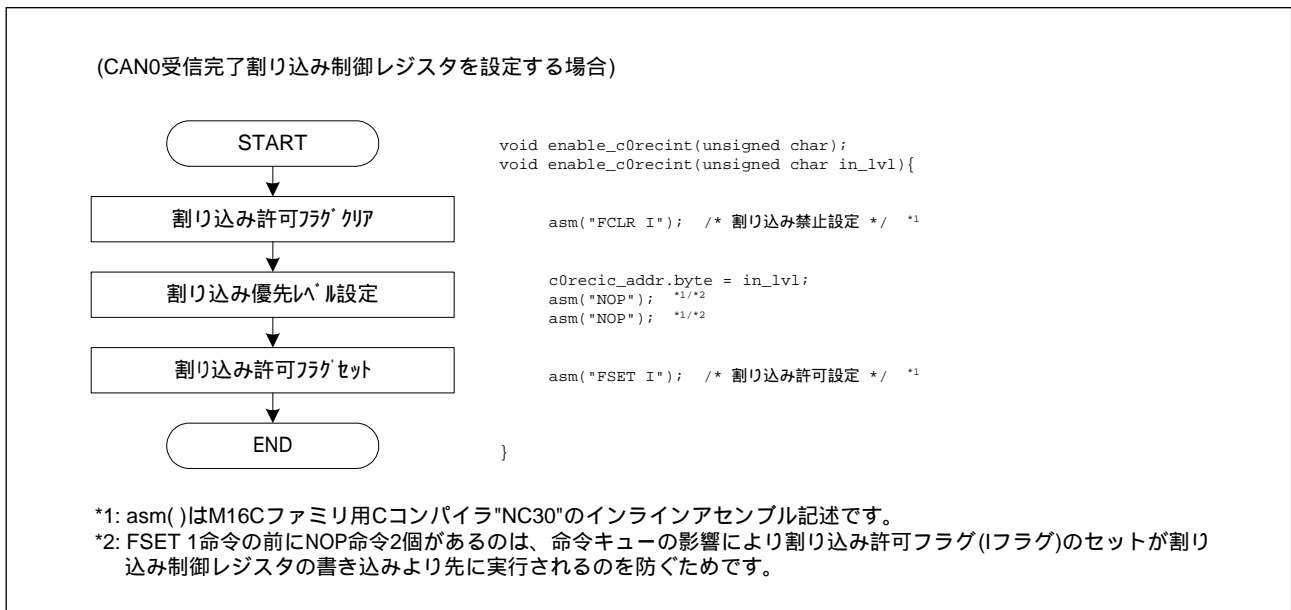 (CAN0受信完了割り込み制御レジスタを設定する場合)
START
割り込み許可ﾌﾗｸﾞｸﾘｱ
割り込み優先ﾚﾍﾞﾙ設定
割り込み許可ﾌﾗｸﾞｾｯﾄ
END
void enable_c0recint(unsigned char);
void enable_c0recint(unsigned char in_lvl){
asm("FCLR I"); /* 割り込み禁止設定 */ *1
c0recic_addr.byte = in_lvl;
asm("NOP"); *1/*2
asm("NOP"); *1/*2
asm("FSET I"); /* 割り込み許可設定 */ *1
}
*1: asm( )はM16Cファミリ用Cコンパイラ"NC30"のインラインアセンブル記述です。
*2: FSET 1命令の前にNOP命令2個があるのは、命令キューの影響により割り込み許可フラグ(Iフラグ)のセットが割り
込み制御レジスタの書き込みより先に実行されるのを防ぐためです。